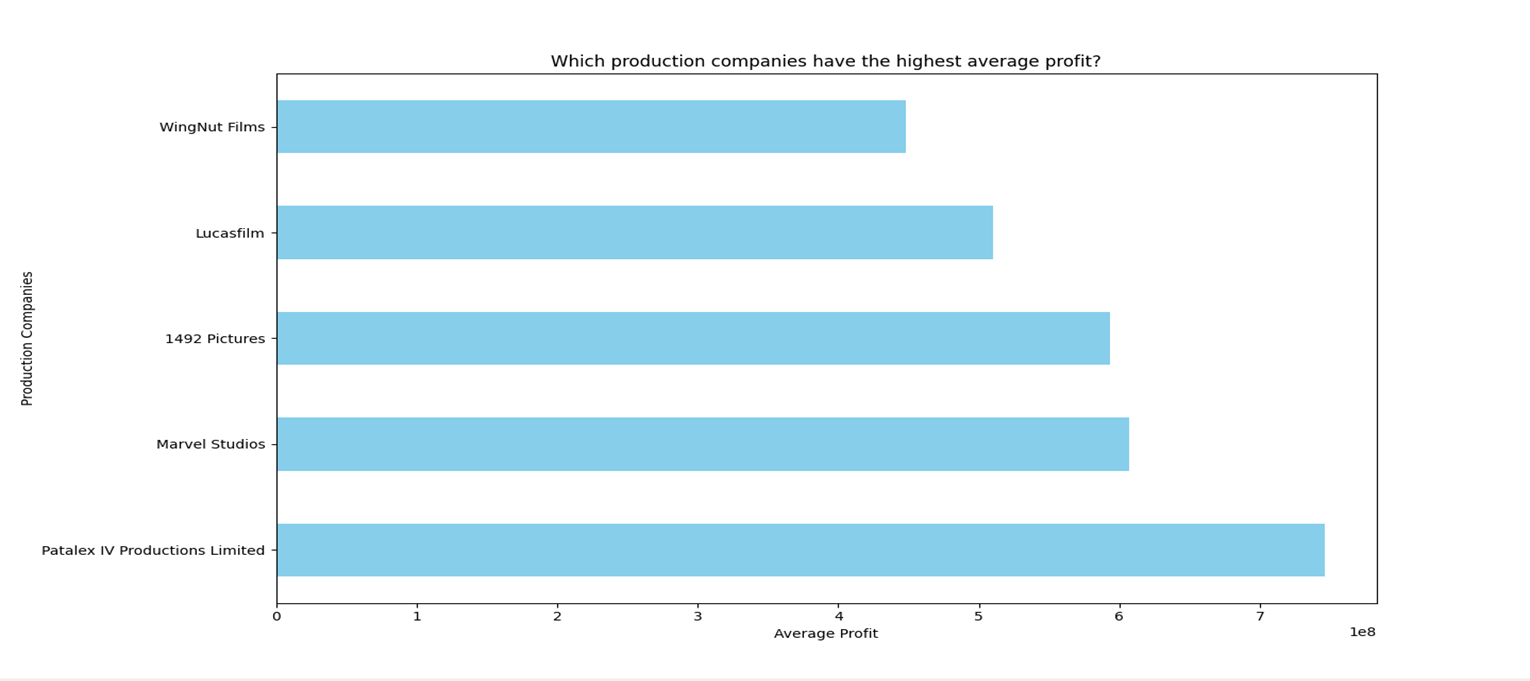 Which production companies have the highest average profit?
WingNut Films
Lucasfilm
1492 Pictures
Marvel Studios
Patalex IV Productions Limited
Production Companies
0 1 2 3 4 5 6 7
1e8
Average Profit